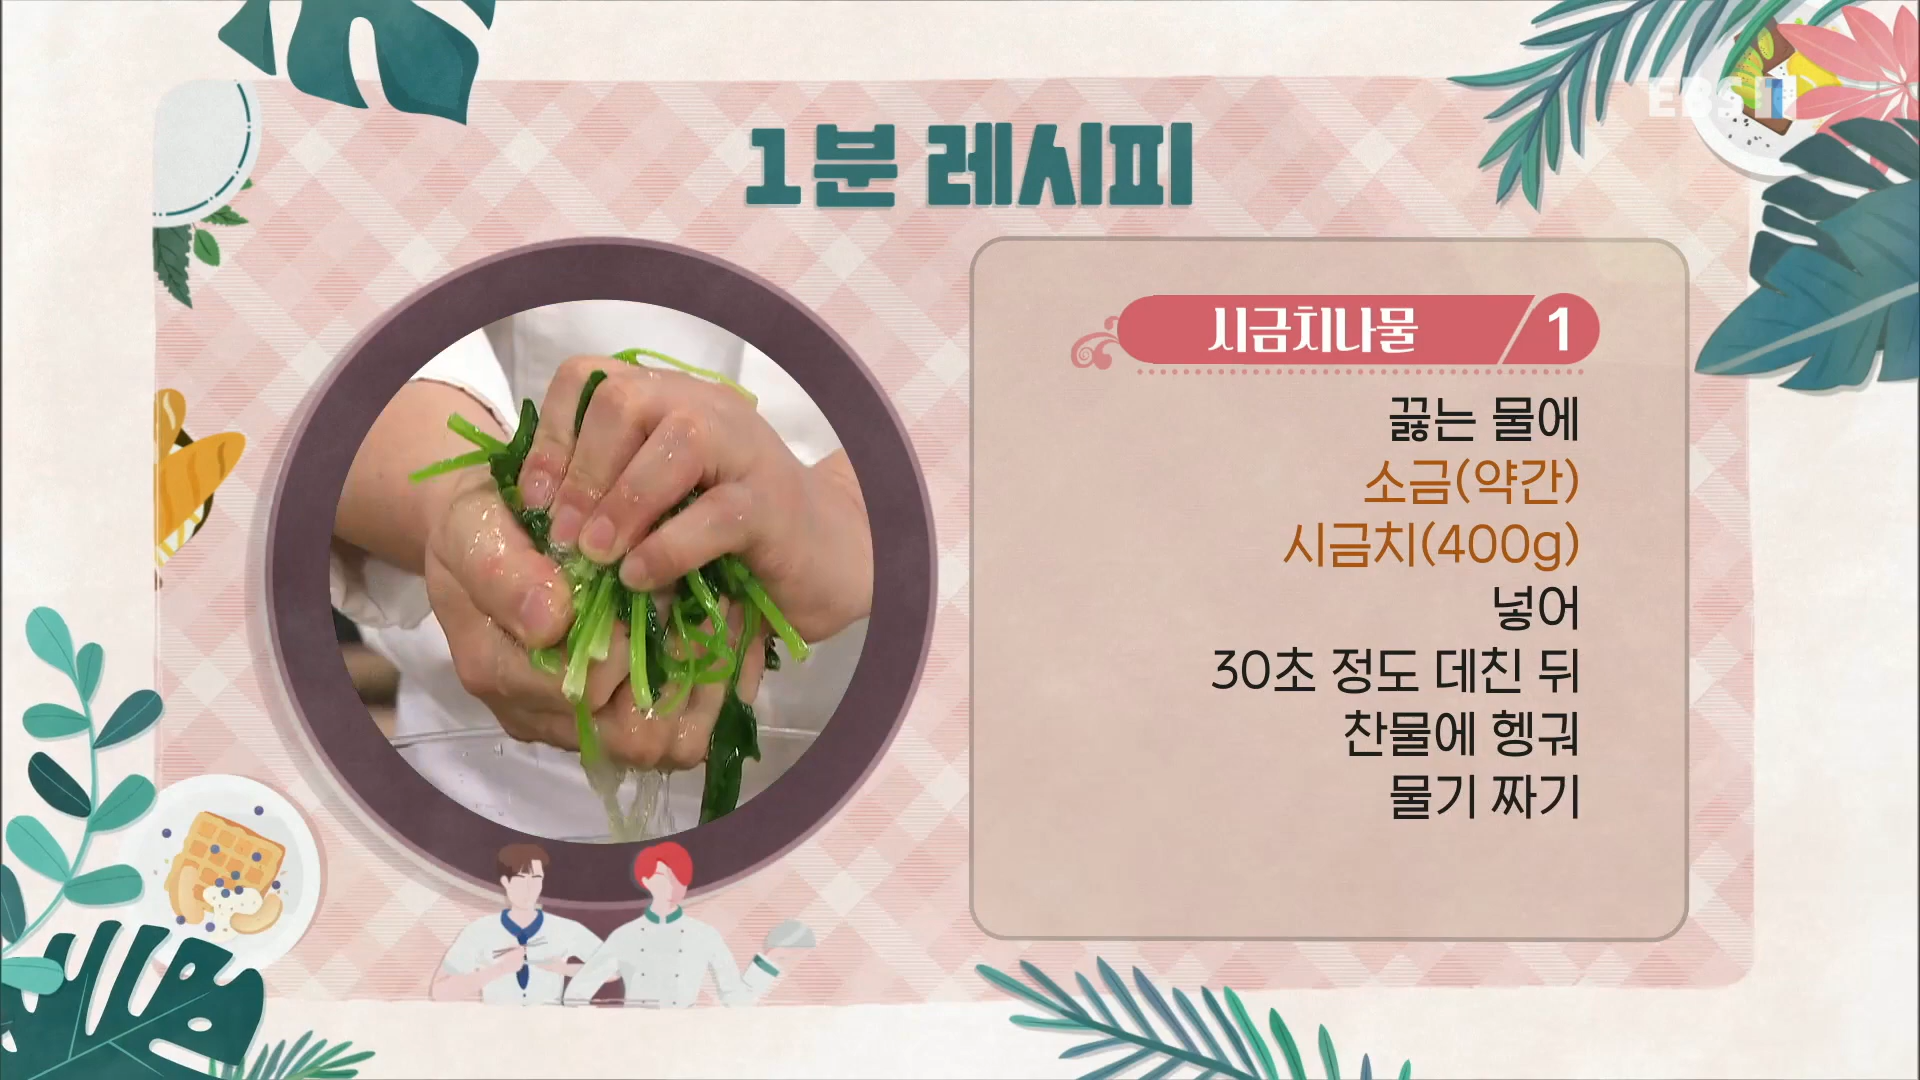 EBS 1
1분 레시피
시금치나물 1
끓는 물에
소금(약간)
시금치(400g)
넣어
30초 정도 데친 뒤
찬물에 헹궈
물기 짜기